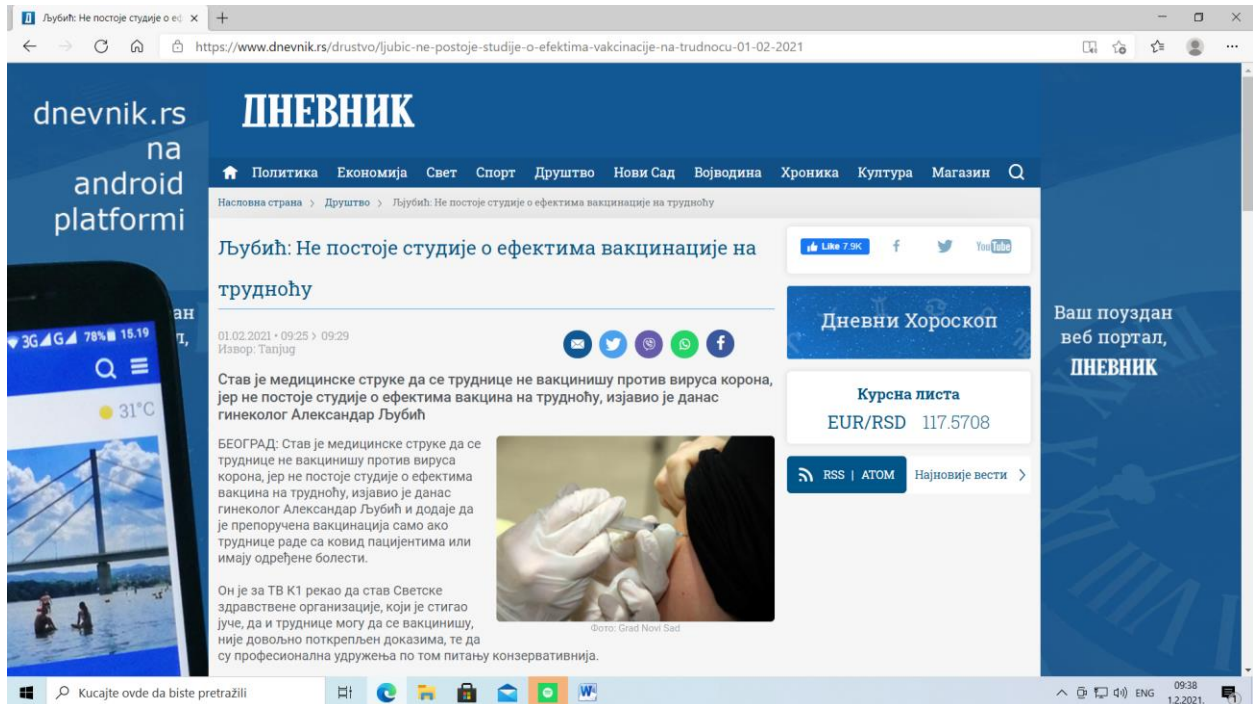 Љубић: Не постоје студије о еф
https://www.dnevnik.rs/drustvo/ljubic-ne-postoje-studije-o-efektima-vakcinacije-na-trudnocu-01-02-2021
dnevnik.rs
na
android
platformi
ДНЕВНИК
Политика Економија Свет Спорт Друштво Нови Сад Војводина Хроника Култура Магазин
Насловна страна > Друштво > Љубић: Не постоје студије о ефектима вакцинације на трудноћу
Љубић: Не постоје студије о ефектима вакцинације на
трудноћу
01.02.2021 • 09:25 > 09:29
Извор: Tanjug
Став је медицинске струке да се труднице не вакцинишу против вируса корона,
јер не постоје студије о ефектима вакцина на трудноћу, изјавио је данас
гинеколог Александар Љубић
БЕОГРАД: Став је медицинске струке да се
труднице не вакцинишу против вируса
корона, јер не постоје студије о ефектима
вакцина на трудноћу, изјавио је данас
гинеколог Александар Љубић и додаје да
је препоручена вакцинација само ако
труднице раде са ковид пацијентима или
имају одређене болести.
Он је за ТВ К1 рекао да став Светске
здравствене организације, који је стигао
јуче, да и труднице могу да се вакцинишу,
није довољно поткрепљен доказима, те да
су професионална удружења по том питању конзервативнија.
Фото: Grad Novi Sad
Like 7.9K
You Tube
Дневни Хороскоп
Курсна листа
EUR/RSD 117.5708
RSS | ATOM Најновије вести >
Ваш поуздан
веб портал,
ДНЕВНИК
ан
л,
3G G 78% 15.19
31°C
Kucajte ovde da biste pretražili
ENG
09:38
1.2.2021.